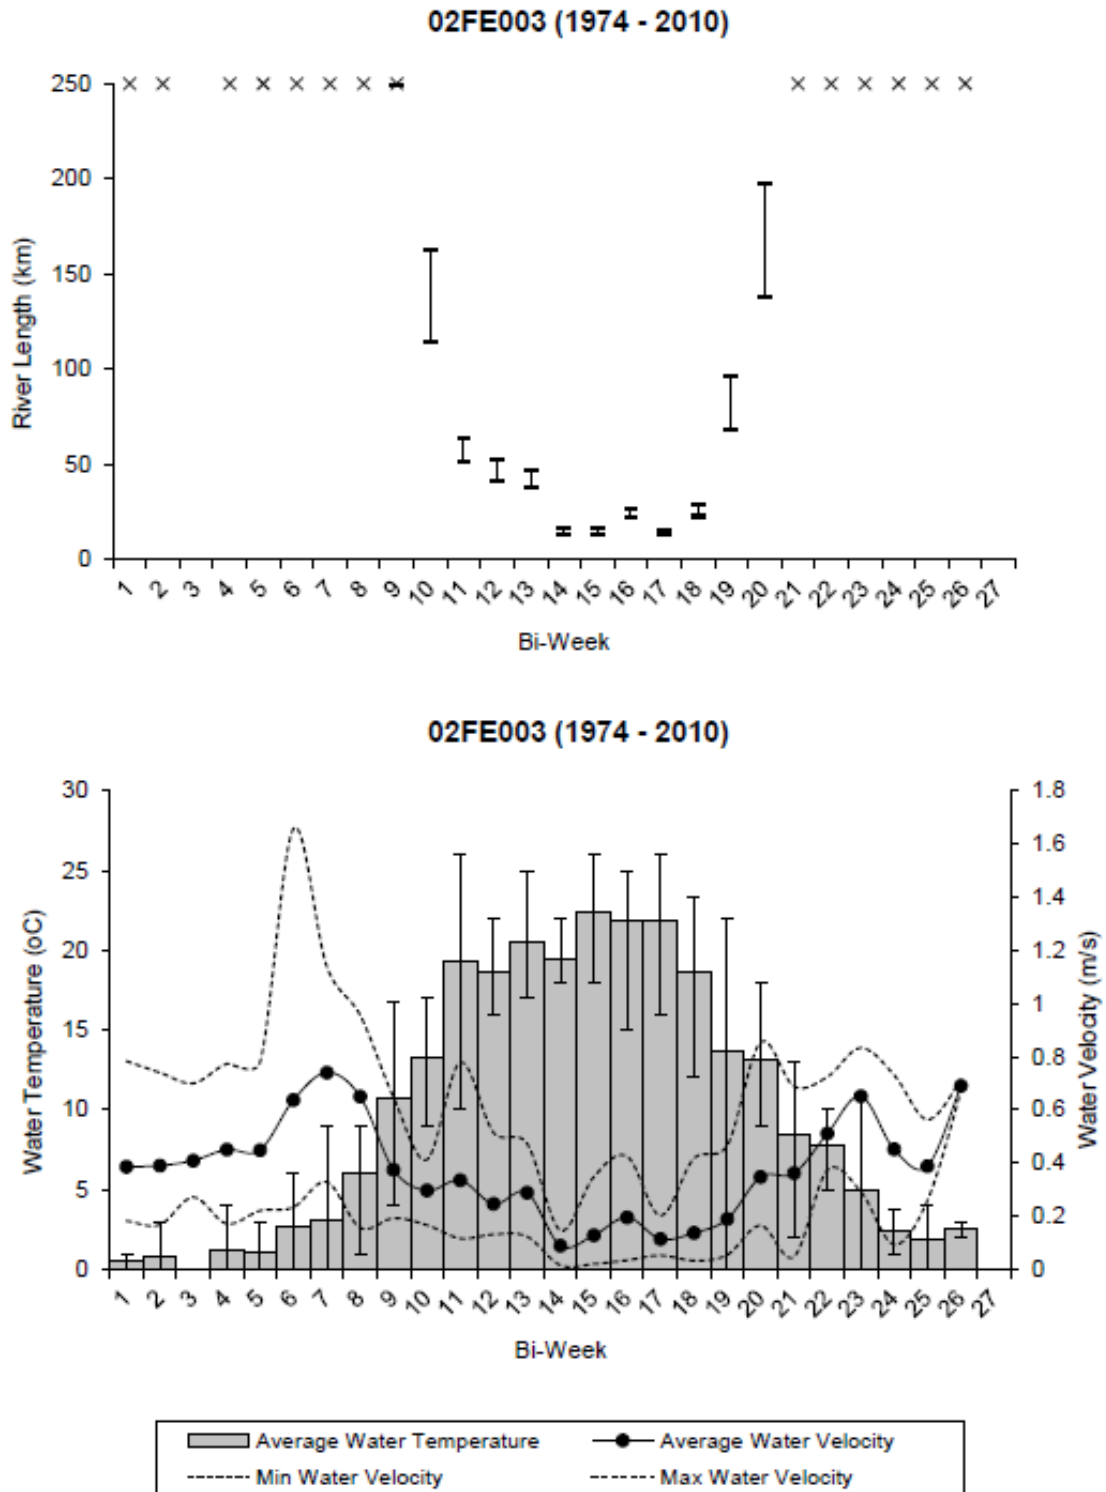 02FE003 (1974 - 2010)
250
200
150
100
50
0
River Length (km)
1 2 3 4 5 6 7 8 9 10 11 12 13 14 15 16 17 18 19 20 21 22 23 24 25 26 27
Bi-Week
02FE003 (1974 - 2010)
30
25
20
15
10
5
0
Water Temperature (oC)
1.8
1.6
1.4
1.2
1
0.8
0.6
0.4
0.2
0
Water Velocity (m/s)
1 2 3 4 5 6 7 8 9 10 11 12 13 14 15 16 17 18 19 20 21 22 23 24 25 26 27
Bi-Week
Average Water Temperature
Average Water Velocity
Min Water Velocity
Max Water Velocity